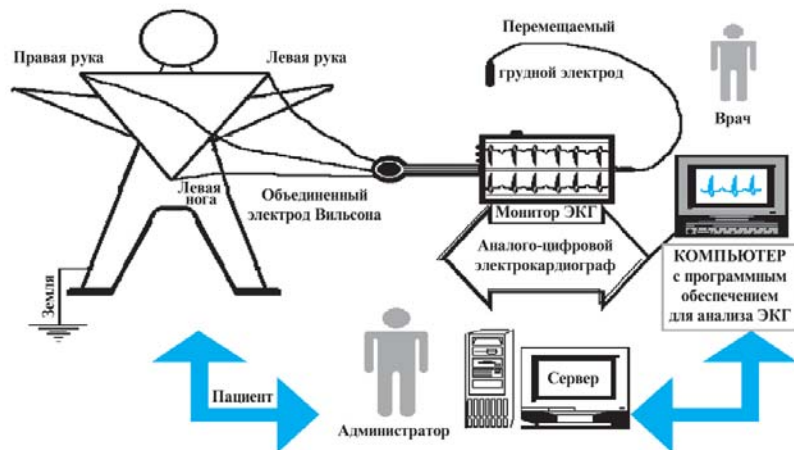 Перемещаемый
грудной электрод
Правая рука
Левая рука
Врач
Левая
нога
Объединенный
электрод Вильсона
Монитор ЭКГ
Аналого-цифровой
электрокардиограф
КОМПЬЮТЕР
с программным
обеспечением
для анализа ЭКГ
Земля
Пациент
Администратор
Сервер